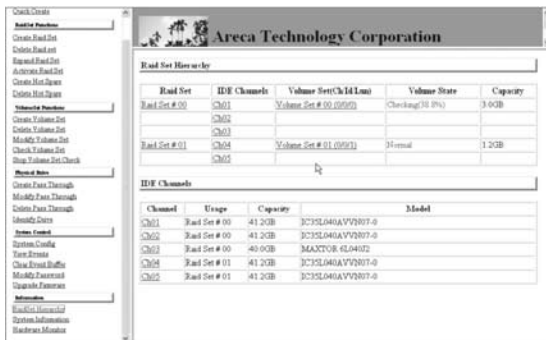 Quick Create
Raid Set Functions
Create Raid Set
Delete Raid set
Expand Raid Set
Activate Raid Set
Create Hot Spare
Delete Hot Spare
Volume Set Functions
Create Volume Set
Delete Volume Set
Modify Volume Set
Check Volume Set
Stop Volume Set Check
Physical Drives
Create Pass Through
Modify Pass Through
Delete Pass Through
Identify Drive
System Control
System Config
View Events
Clear Event Buffer
Modify Password
Upgrade Firmware
Information
RaidSet Hierarchy
System Information
Hardware Monitor
Areca Technology Corporation
Raid Set Hierarchy
Raid Set IDE Channels Volume Set(Ch/Id/Lun) Volume State Capacity
Raid Set # 00 Ch01 Volume Set # 00 (0/0/0) Checking(38.8%) 3.0GB
Ch02
Ch03
Raid Set # 01 Ch04 Volume Set # 01 (0/0/1) Normal 1.2GB
Ch05
IDE Channels
Channel Usage Capacity Model
Ch01 Raid Set # 00 41.2GB IC35L040AVVN07-0
Ch02 Raid Set # 00 41.2GB IC35L040AVVN07-0
Ch03 Raid Set # 00 40.0GB MAXTOR 6L040J2
Ch04 Raid Set # 01 41.2GB IC35L040AVVN07-0
Ch05 Raid Set # 01 41.2GB IC35L040AVVN07-0